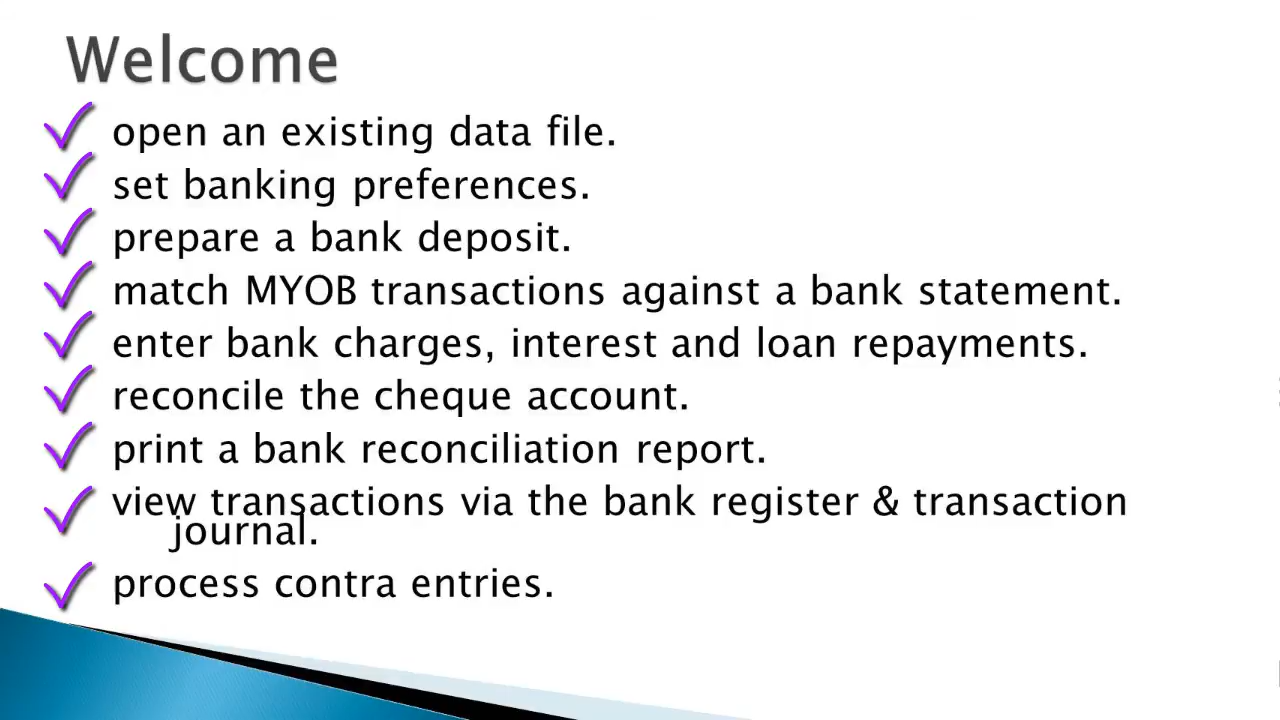 Welcome
open an existing data file.
set banking preferences.
prepare a bank deposit.
match MYOB transactions against a bank statement.
enter bank charges, interest and loan repayments.
reconcile the cheque account.
print a bank reconciliation report.
view transactions via the bank register & transaction
journal.
process contra entries.